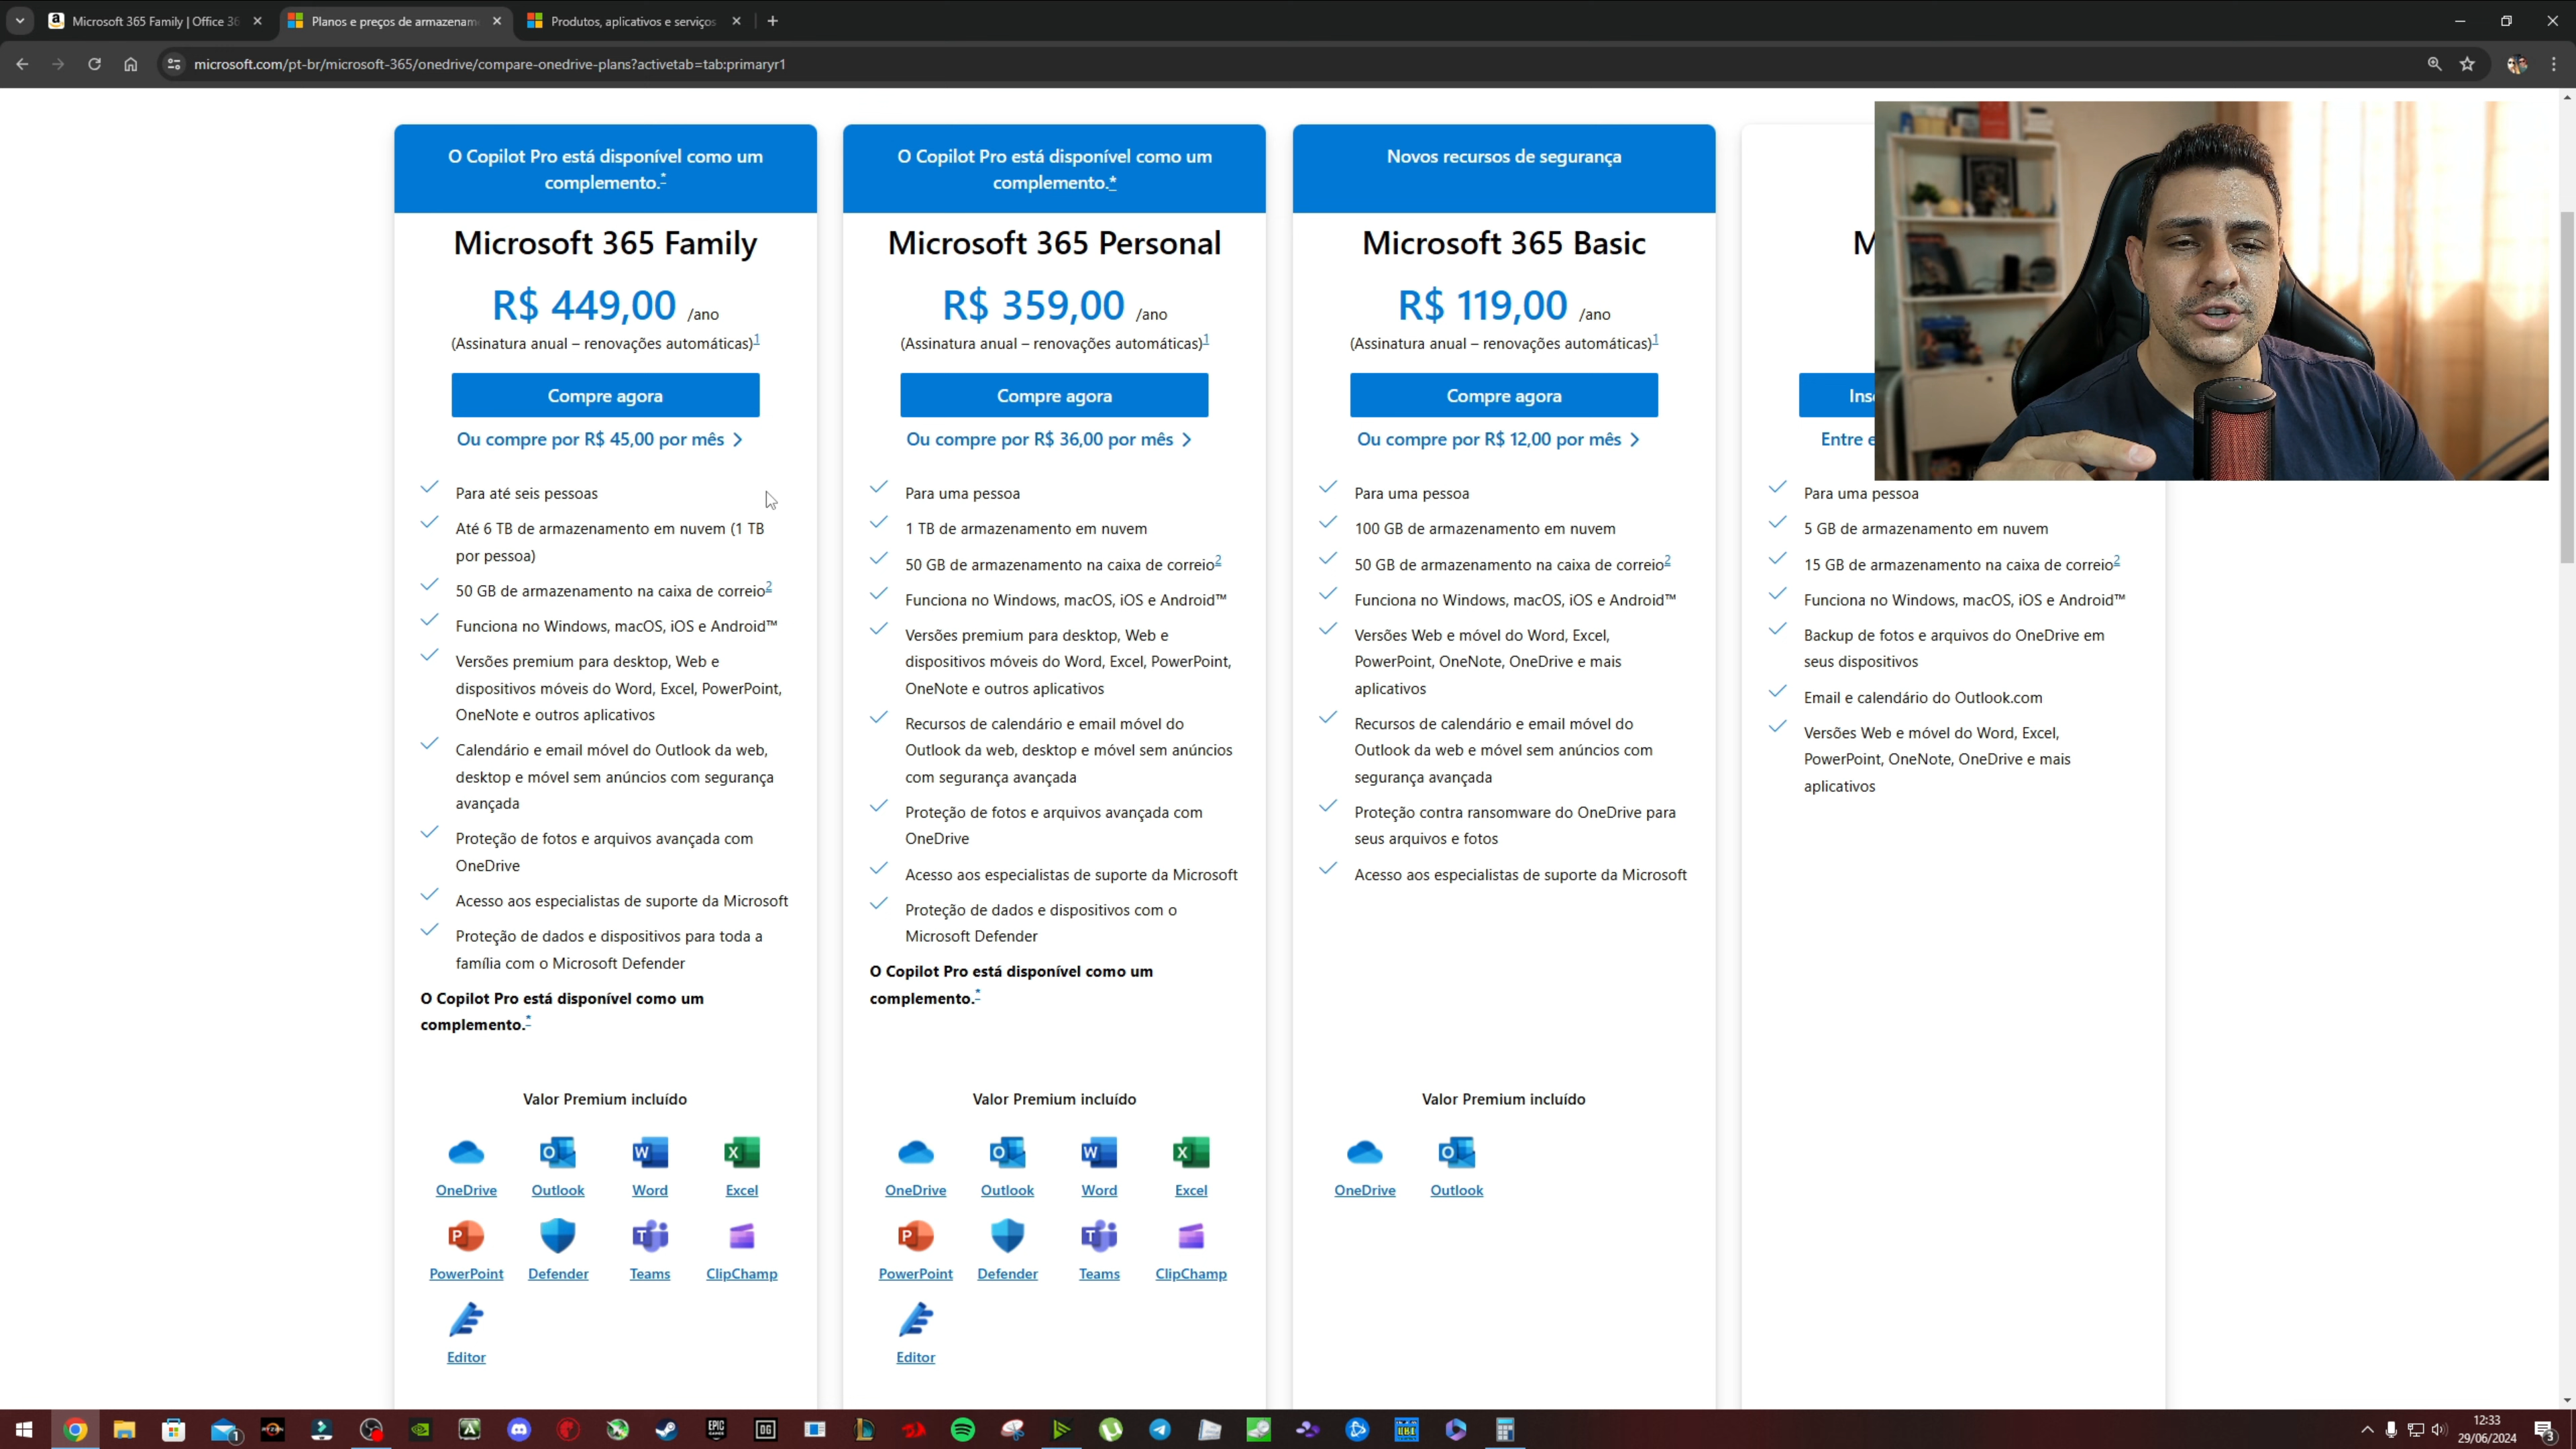 Microsoft 365 Family | Office 36
Planos e preços de armazenam
Produtos, aplicativos e serviços
microsoft.com/pt-br/microsoft-365/onedrive/compare-onedrive-plans?activetab=tab:primaryr1
O Copilot Pro está disponível como um
complemento.*
Microsoft 365 Family
R$ 449,00 /ano
(Assinatura anual – renovações automáticas)1
Compre agora
Ou compre por R$ 45,00 por mês
Para até seis pessoas
Até 6 TB de armazenamento em nuvem (1 TB
por pessoa)
50 GB de armazenamento na caixa de correio2
Funciona no Windows, macOS, iOS e Android™
Versões premium para desktop, Web e
dispositivos móveis do Word, Excel, PowerPoint,
OneNote e outros aplicativos
Calendário e email móvel do Outlook da web,
desktop e móvel sem anúncios com segurança
avançada
Proteção de fotos e arquivos avançada com
OneDrive
Acesso aos especialistas de suporte da Microsoft
Proteção de dados e dispositivos para toda a
família com o Microsoft Defender
O Copilot Pro está disponível como um
complemento.*
Valor Premium incluído
OneDrive Outlook Word Excel
PowerPoint Defender Teams ClipChamp
Editor
O Copilot Pro está disponível como um
complemento.*
Microsoft 365 Personal
R$ 359,00 /ano
(Assinatura anual – renovações automáticas)1
Compre agora
Ou compre por R$ 36,00 por mês
Para uma pessoa
1 TB de armazenamento em nuvem
50 GB de armazenamento na caixa de correio2
Funciona no Windows, macOS, iOS e Android™
Versões premium para desktop, Web e
dispositivos móveis do Word, Excel, PowerPoint,
OneNote e outros aplicativos
Recursos de calendário e email móvel do
Outlook da web, desktop e móvel sem anúncios
com segurança avançada
Proteção de fotos e arquivos avançada com
OneDrive
Acesso aos especialistas de suporte da Microsoft
Proteção de dados e dispositivos com o
Microsoft Defender
O Copilot Pro está disponível como um
complemento.*
Valor Premium incluído
OneDrive Outlook Word Excel
PowerPoint Defender Teams ClipChamp
Editor
Novos recursos de segurança
Microsoft 365 Basic
R$ 119,00 /ano
(Assinatura anual – renovações automáticas)1
Compre agora
Ou compre por R$ 12,00 por mês
Para uma pessoa
100 GB de armazenamento em nuvem
50 GB de armazenamento na caixa de correio2
Funciona no Windows, macOS, iOS e Android™
Versões Web e móvel do Word, Excel,
PowerPoint, OneNote, OneDrive e mais
aplicativos
Recursos de calendário e email móvel do
Outlook da web e móvel sem anúncios com
segurança avançada
Proteção contra ransomware do OneDrive para
seus arquivos e fotos
Acesso aos especialistas de suporte da Microsoft
Valor Premium incluído
OneDrive Outlook
M
Ins
Entre e
Para uma pessoa
5 GB de armazenamento em nuvem
15 GB de armazenamento na caixa de correio2
Funciona no Windows, macOS, iOS e Android™
Backup de fotos e arquivos do OneDrive em
seus dispositivos
Email e calendário do Outlook.com
Versões Web e móvel do Word, Excel,
PowerPoint, OneNote, OneDrive e mais
aplicativos
12:33
29/06/2024